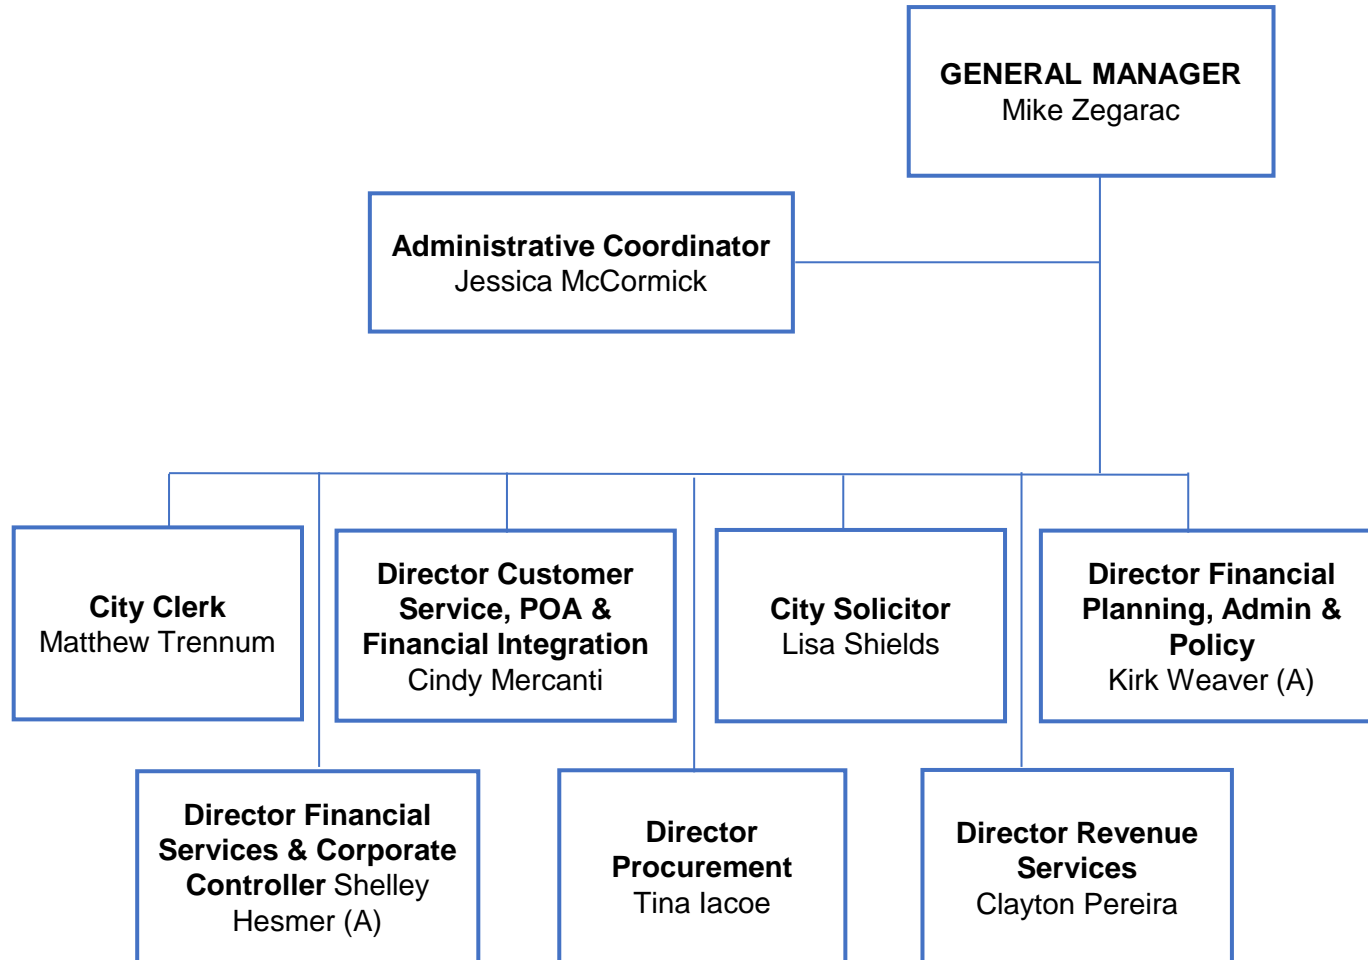 GENERAL MANAGER
Mike Zegarac
Administrative Coordinator
Jessica McCormick
City Clerk
Matthew Trennum
Director Customer
Service, POA &
Financial Integration
Cindy Mercanti
City Solicitor
Lisa Shields
Director Financial
Planning, Admin &
Policy
Kirk Weaver (A)
Director Financial
Services & Corporate
Controller Shelley
Hesmer (A)
Director
Procurement
Tina Iacoe
Director Revenue
Services
Clayton Pereira